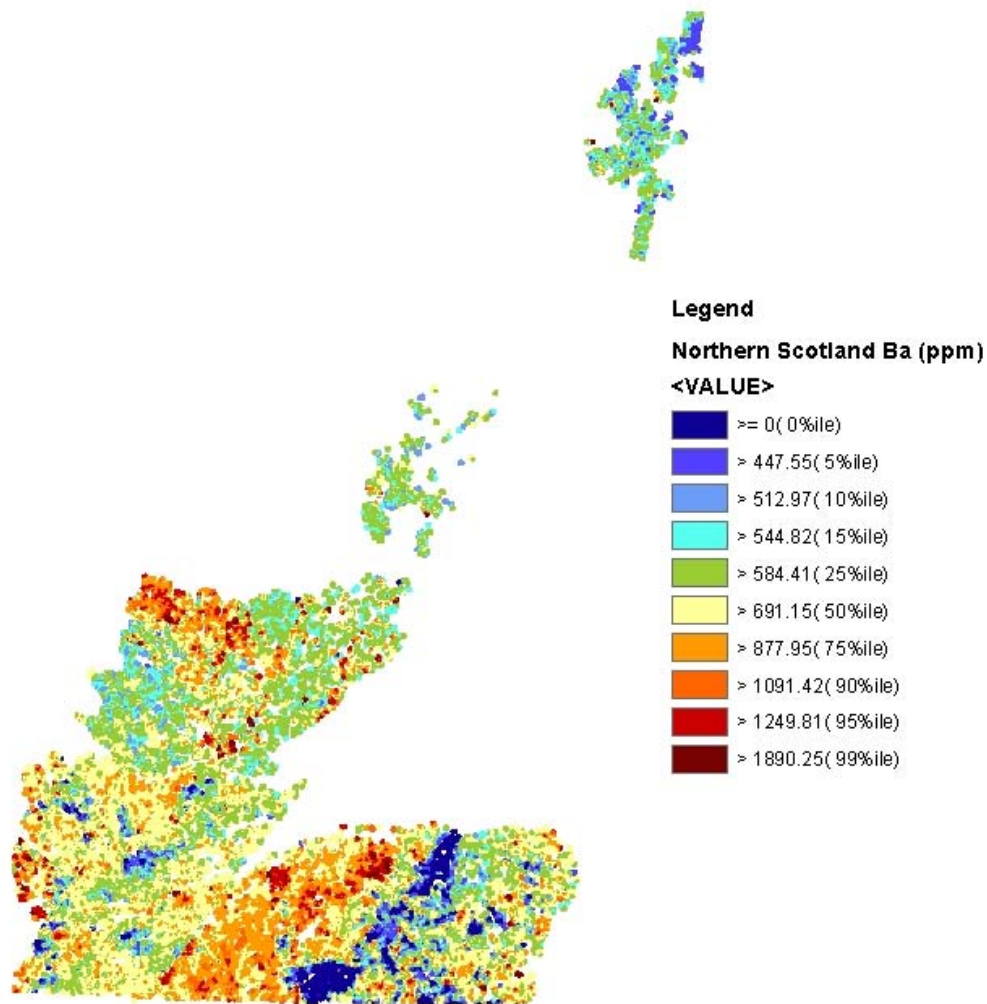 Legend
Northern Scotland Ba (ppm)
<VALUE>
>= 0( 0%ile)
> 447.55( 5%ile)
> 512.97( 10%ile)
> 544.82( 15%ile)
> 584.41( 25%ile)
> 691.15( 50%ile)
> 877.95( 75%ile)
> 1091.42( 90%ile)
> 1249.81( 95%ile)
> 1890.25( 99%ile)